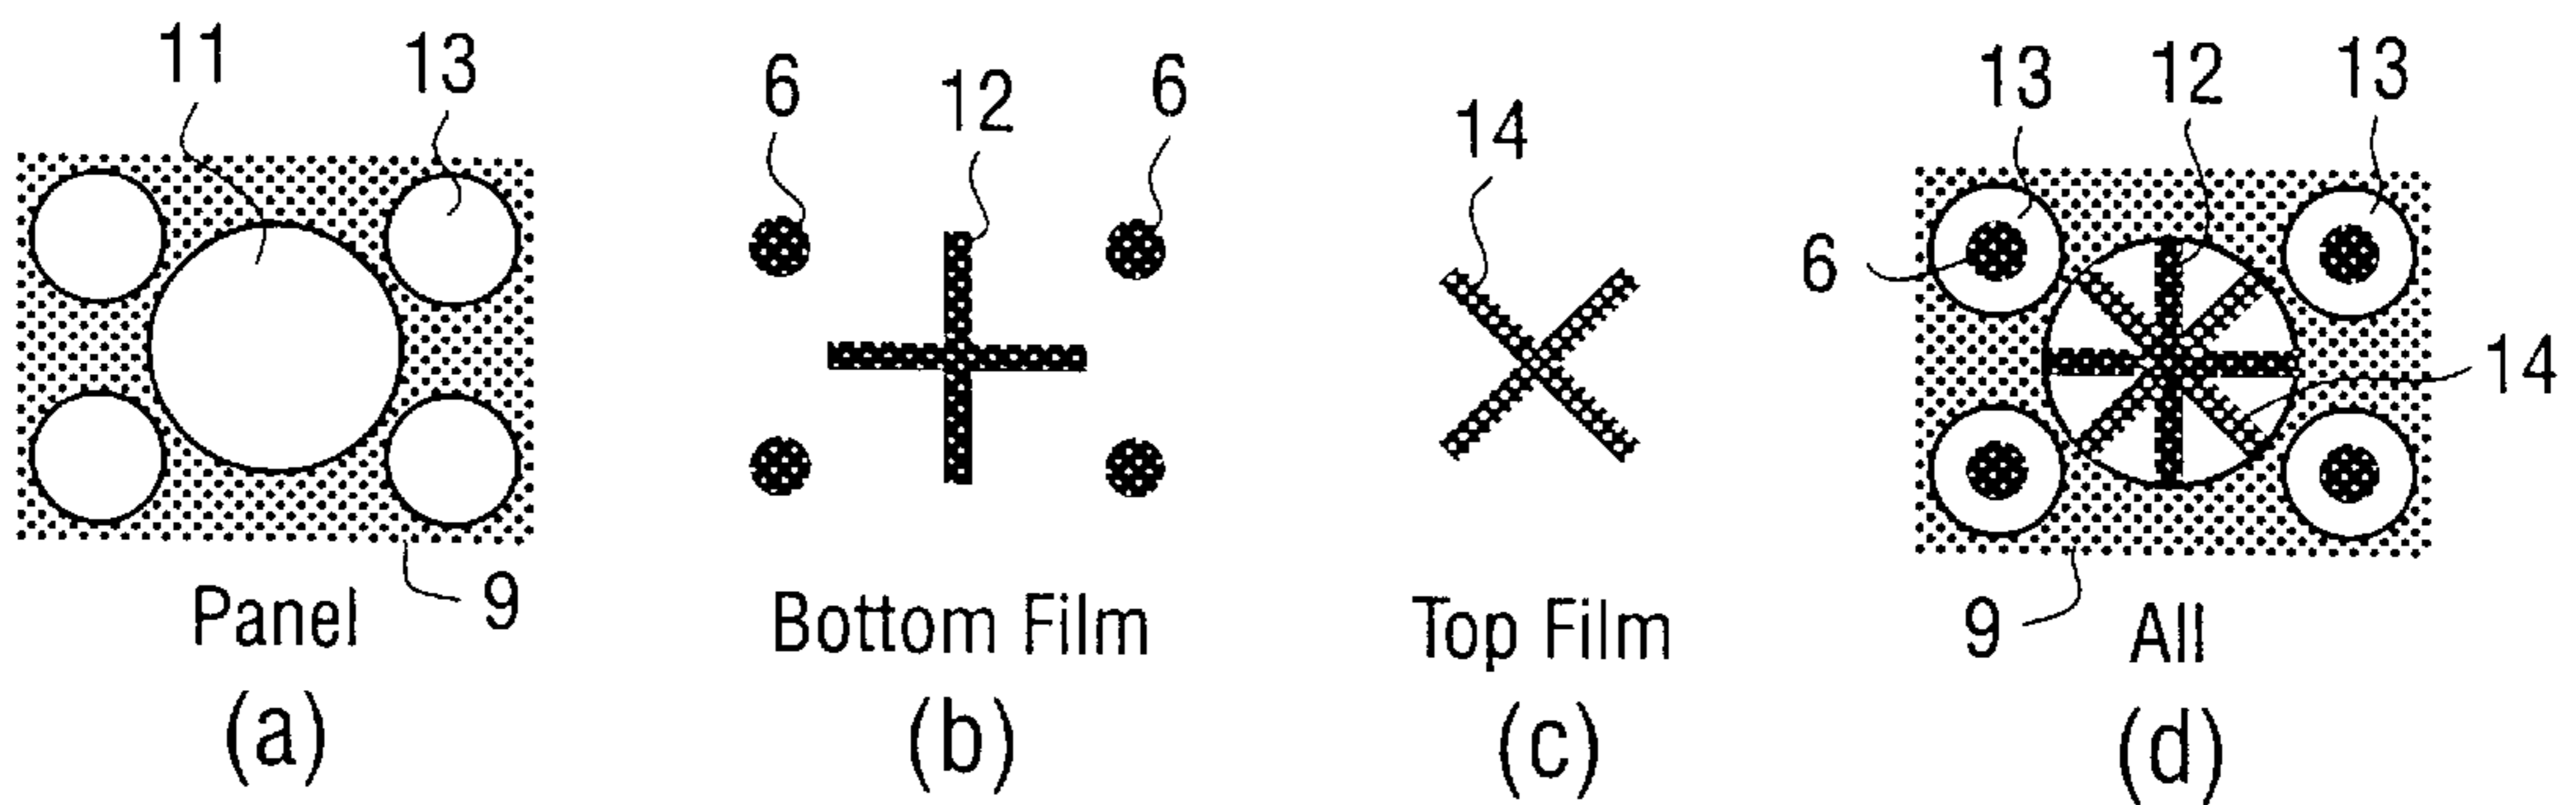 11 13
9
Panel
(a)
6 12 6
Bottom Film
(b)
14
Top Film
(c)
13 12 13
6
14
9
All
(d)